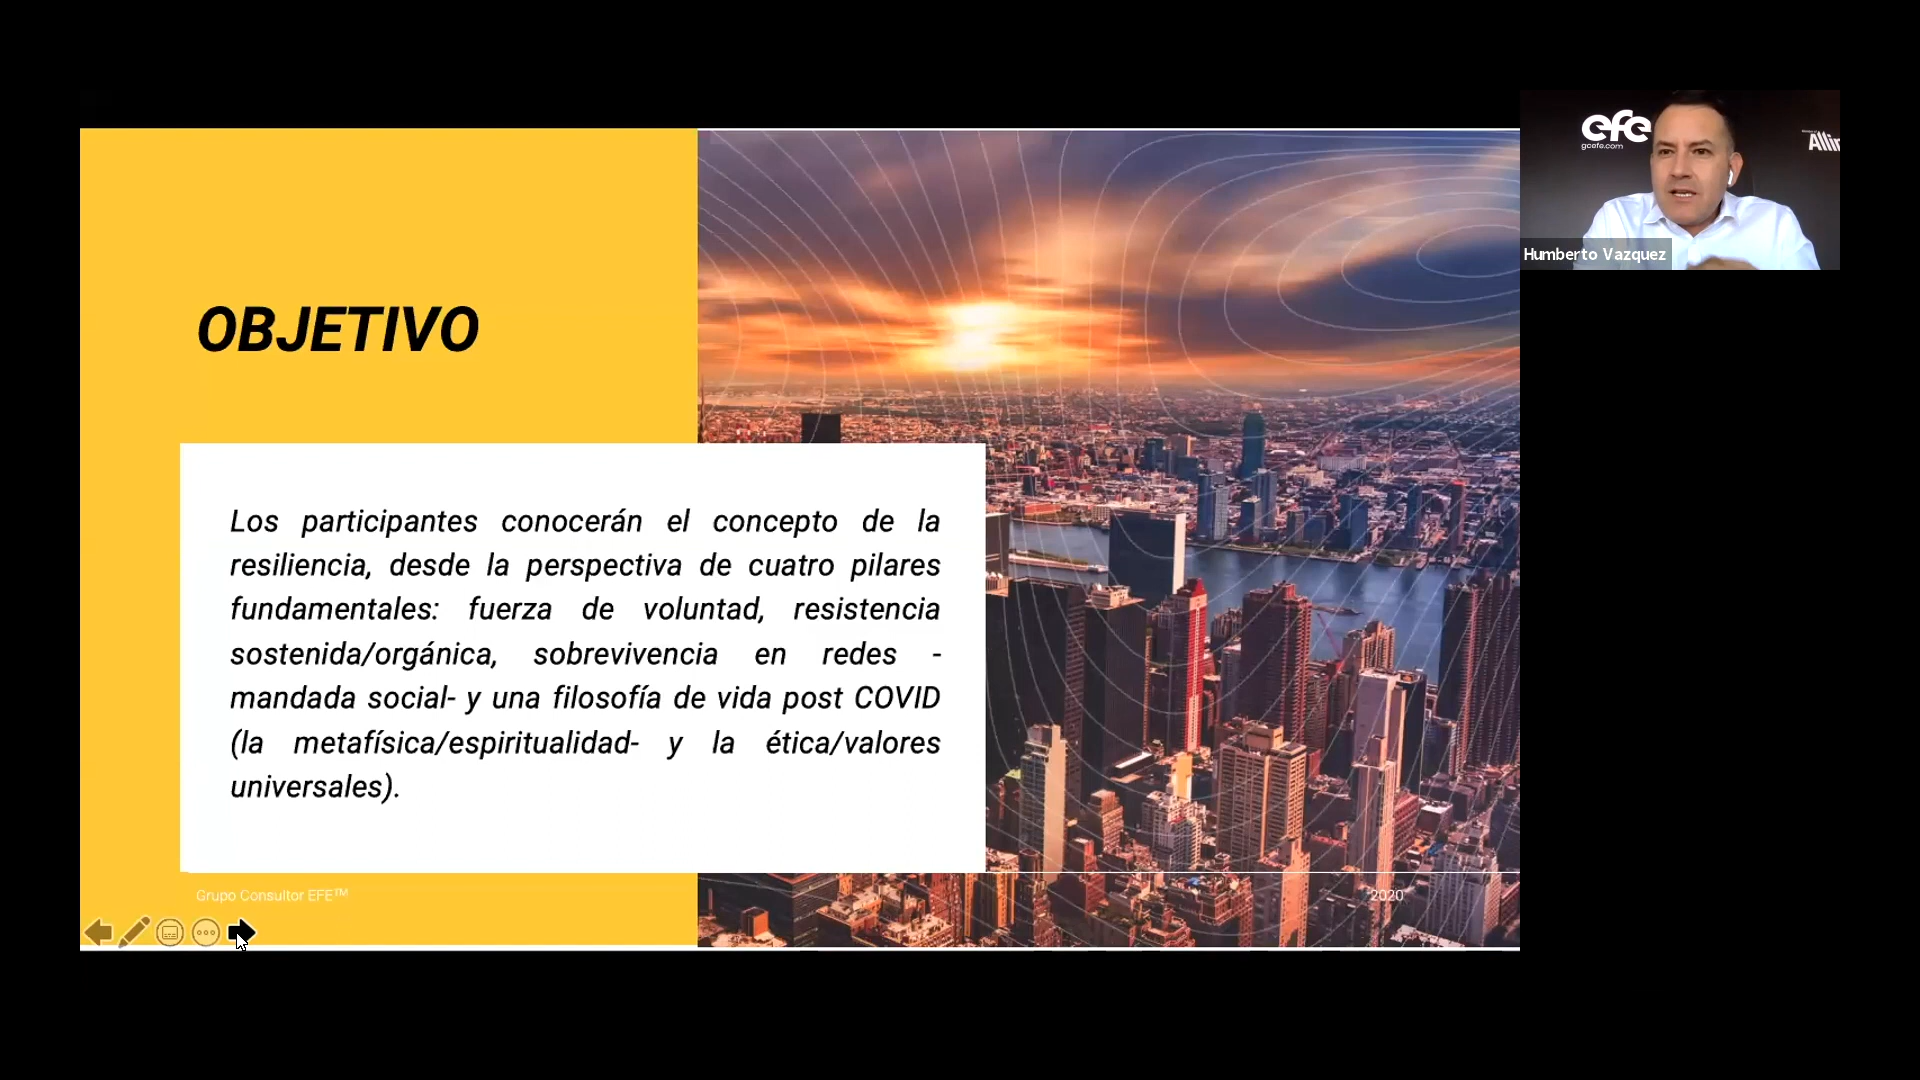 efe
gcefe.com
Humberto Vazquez
OBJETIVO
Los participantes conocerán el concepto de la
resiliencia, desde la perspectiva de cuatro pilares
fundamentales: fuerza de voluntad, resistencia
sostenida/orgánica, sobrevivencia en redes -
mandada social- y una filosofía de vida post COVID
(la metafísica/espiritualidad- y la ética/valores
universales).
Grupo Consultor EFE™
2020